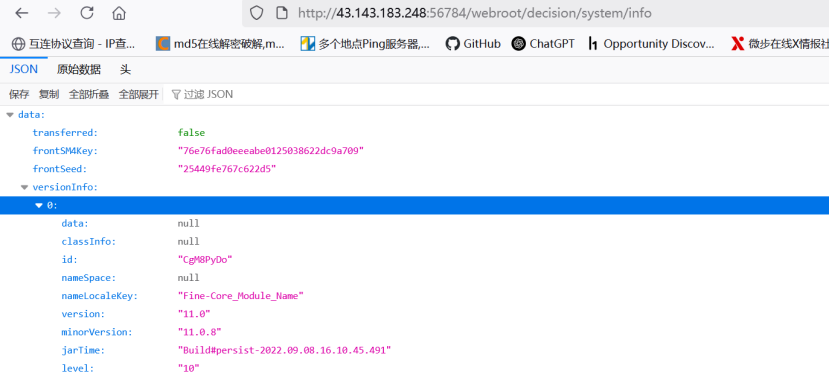 http://43.143.183.248:56784/webroot/decision/system/info
互连协议查询 - IP查... md5在线解密破解,m... 多个地点Ping服务器,... GitHub ChatGPT Opportunity Discov... 微步在线X情报社
JSON 原始数据 头
保存 复制 全部折叠 全部展开 过滤 JSON
data:
transferred: false
frontSM4Key: "76e76fad0eeeabe0125038622dc9a709"
frontSeed: "25449fe767c622d5"
versionInfo:
0:
data: null
classInfo: null
id: "CgM8PyDo"
nameSpace: null
nameLocaleKey: "Fine-Core_Module_Name"
version: "11.0"
minorVersion: "11.0.8"
jarTime: "Build#persist-2022.09.08.16.10.45.491"
level: "10"